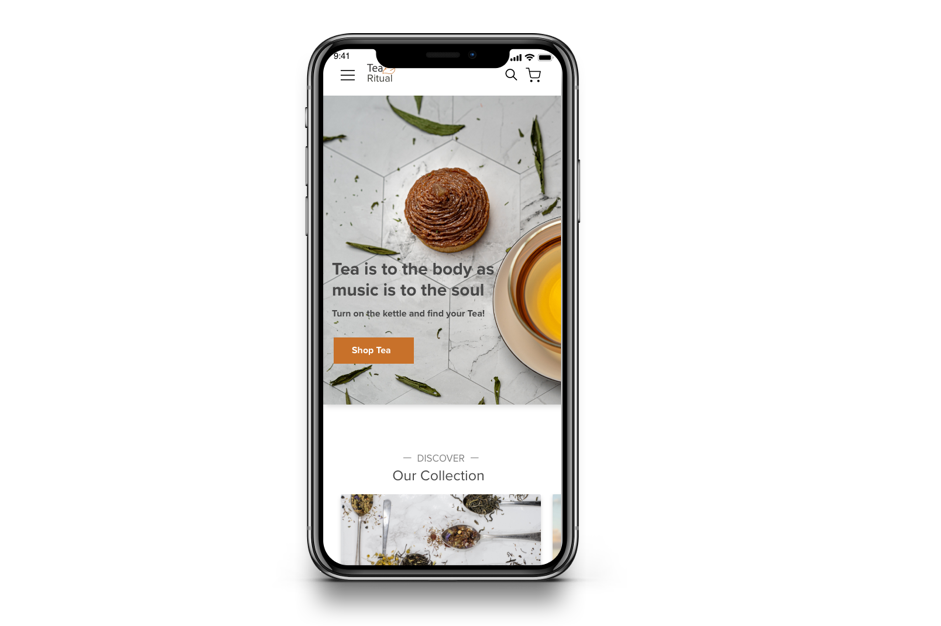 9:41
Tea
Ritual
Tea is to the body as
music is to the soul
Turn on the kettle and find your Tea!
Shop Tea
— DISCOVER —
Our Collection